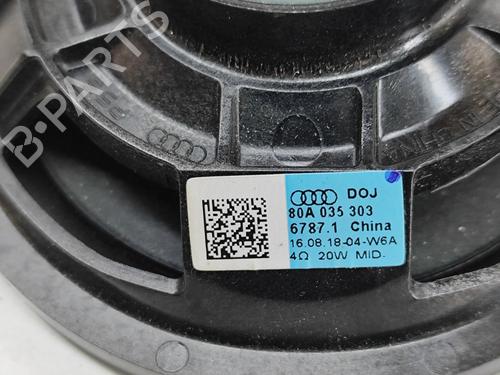 B-PARTS
DOJ
80A 035 303
6787.1 China
16.08.18-04-W6A
4Ω 20W MID.